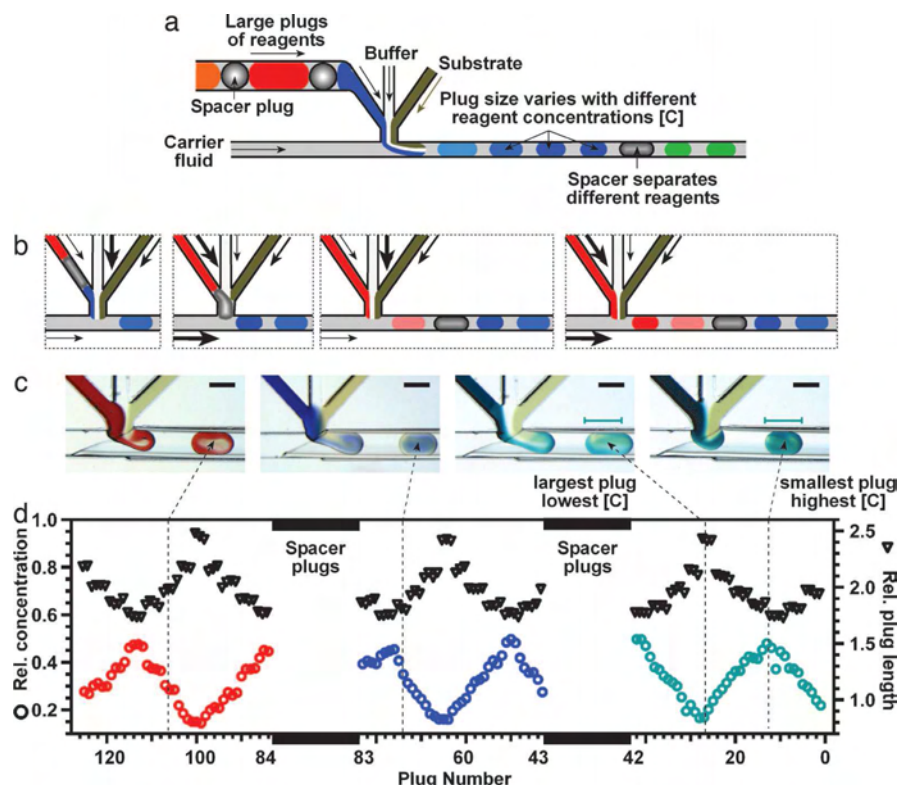 a
Large plugs
of reagents
Buffer
Substrate
Spacer plug
Plug size varies with different
reagent concentrations [C]
Carrier
fluid
Spacer separates
different reagents
b
c
largest plug
lowest [C]
smallest plug
highest [C]
d
Rel. concentration
1.0
0.8
0.6
0.4
0.2
Spacer
plugs
Spacer
plugs
2.5
2.0
1.5
1.0
Rel. plug
length
120 100 84 83 60 43 42 20 0
Plug Number